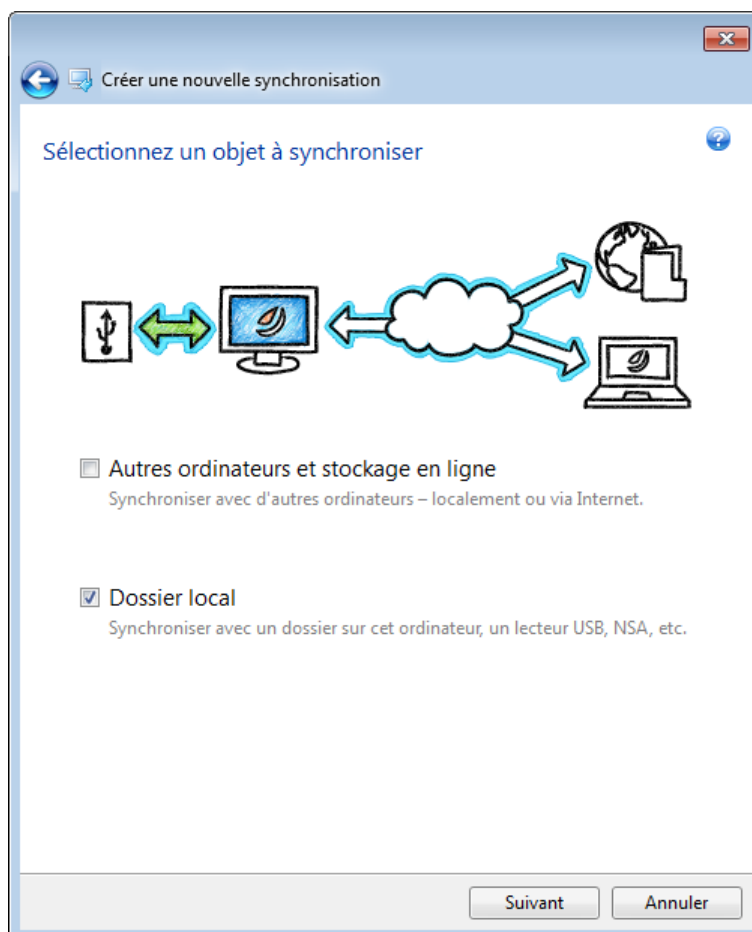 Créer une nouvelle synchronisation
Sélectionnez un objet à synchroniser
Autres ordinateurs et stockage en ligne
Synchroniser avec d'autres ordinateurs – localement ou via Internet.
Dossier local
Synchroniser avec un dossier sur cet ordinateur, un lecteur USB, NSA, etc.
Suivant
Annuler